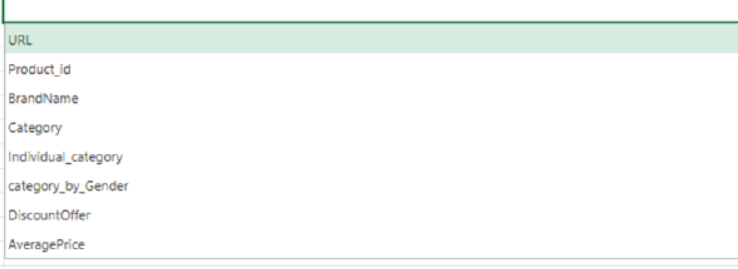 URL
Product_id
BrandName
Category
Individual_category
category_by_Gender
DiscountOffer
AveragePrice